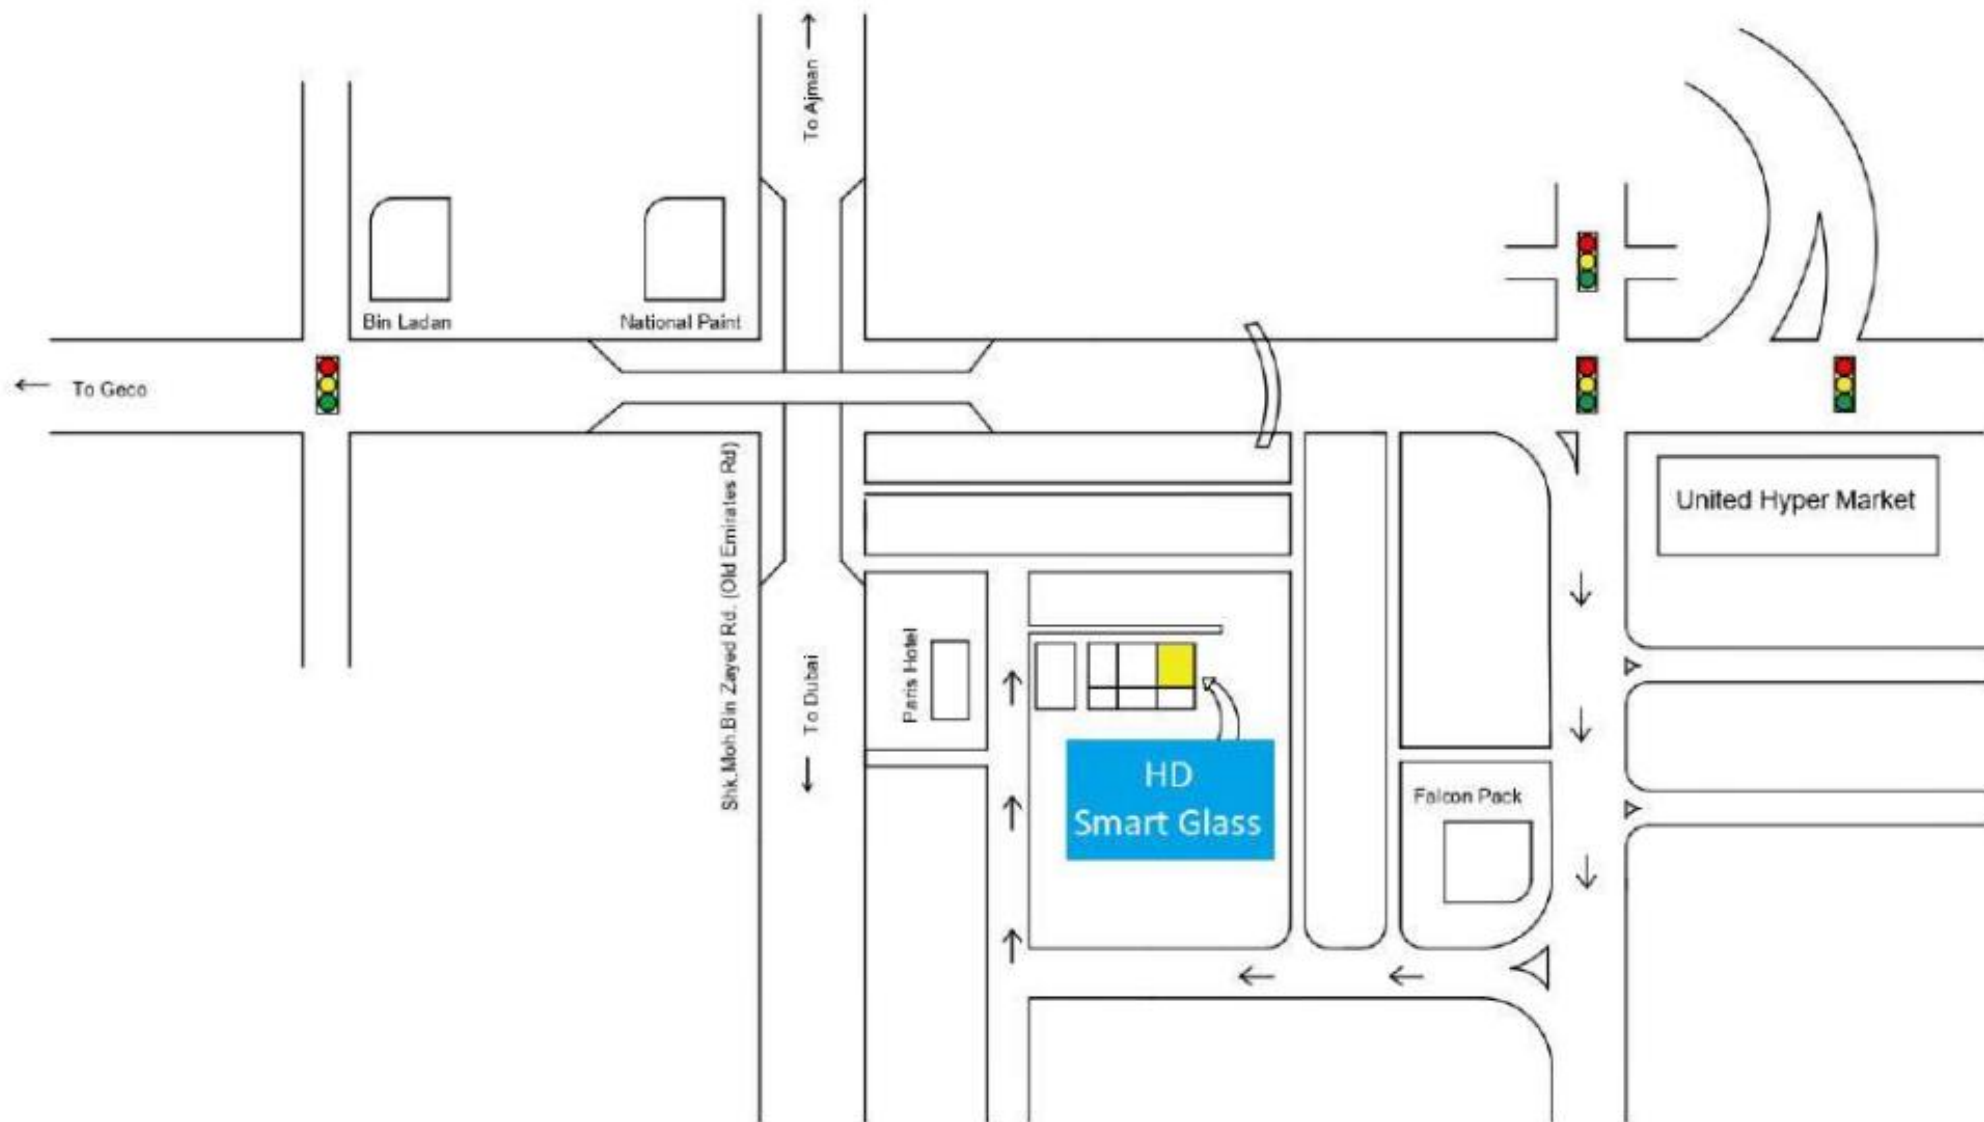 To Ajman
Bin Ladan
National Paint
To Geco
Shk.Moh.Bin Zayed Rd. (Old Emirates Rd)
United Hyper Market
Paris Hotel
To Dubai
HD
Smart Glass
Falcon Pack